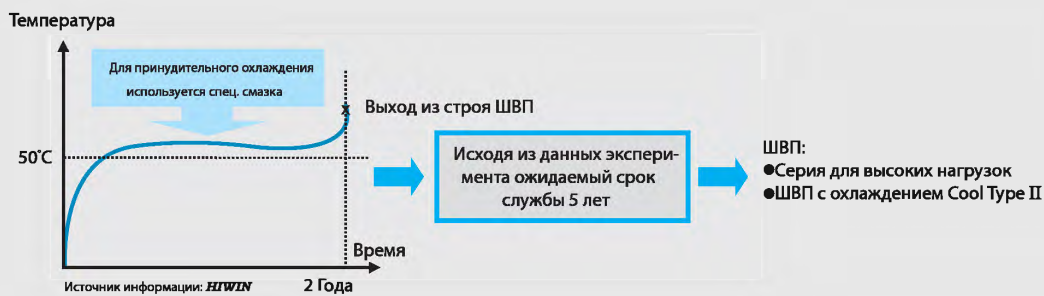 Температура
Для принудительного охлаждения
используется спец. смазка
x Выход из строя ШВП
50°C
Время
Источник информации: HIWIN
2 Года
Исходя из данных экспери-
мента ожидаемый срок
службы 5 лет
ШВП:
●Серия для высоких нагрузок
●ШВП с охлаждением Cool Type II